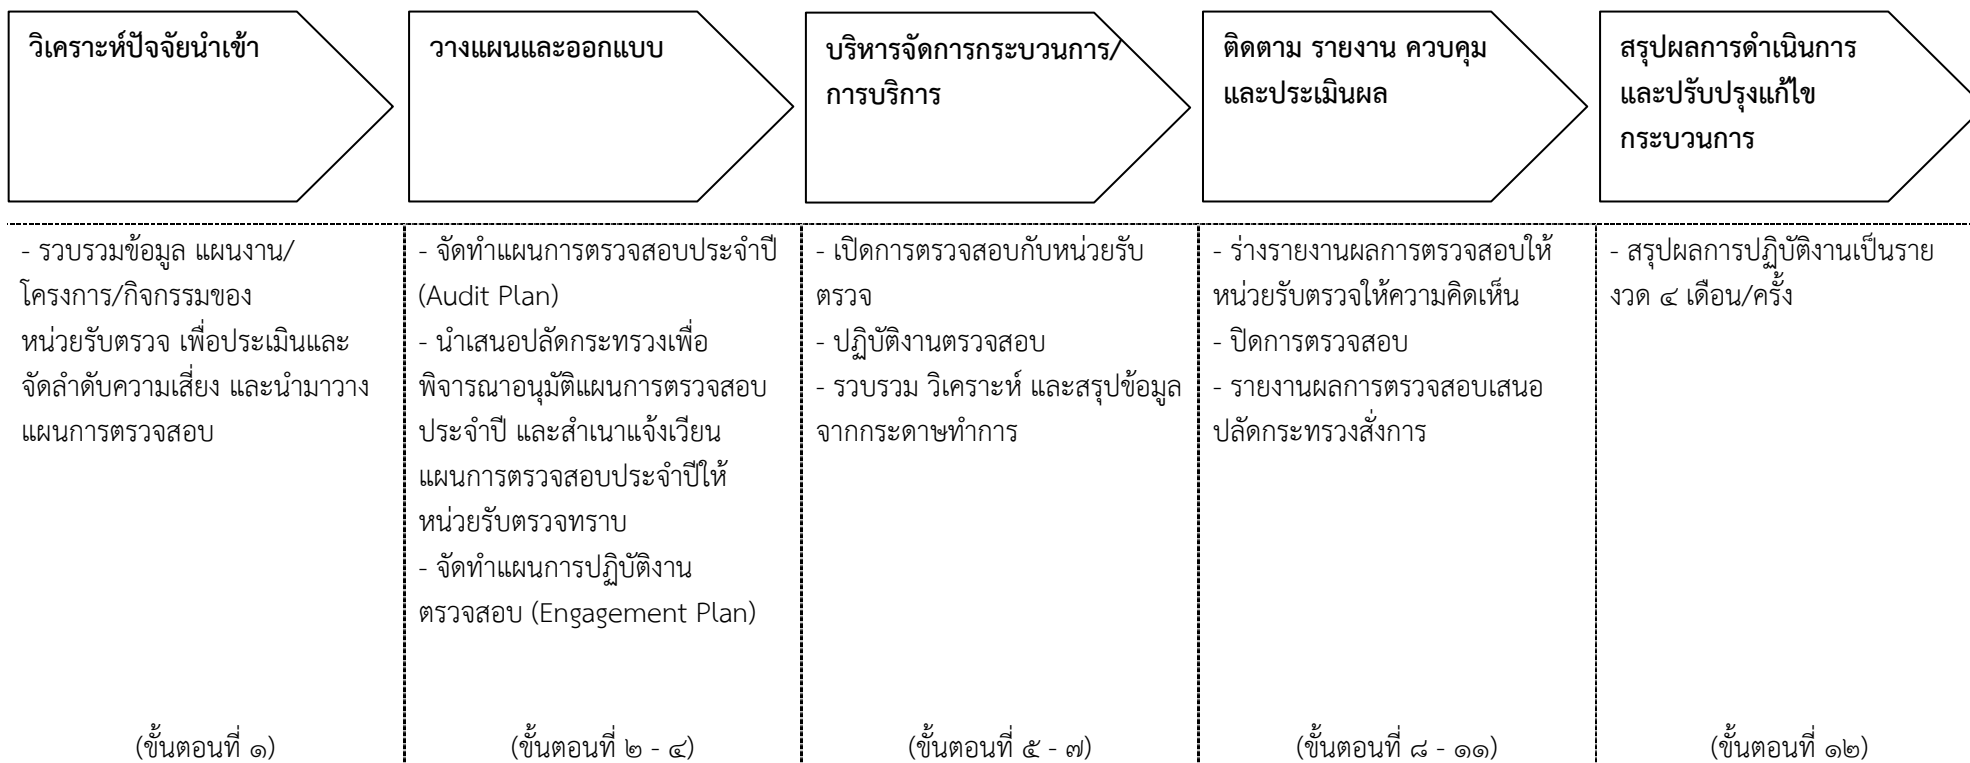 วิเคราะห์ปัจจัยนำเข้า
วางแผนและออกแบบ
บริหารจัดการกระบวนการ/
การบริการ
ติดตาม รายงาน ควบคุม
และประเมินผล
สรุปผลการดำเนินการ
และปรับปรุงแก้ไข
กระบวนการ
- รวบรวมข้อมูล แผนงาน/
โครงการ/กิจกรรมของ
หน่วยรับตรวจ เพื่อประเมินและ
จัดลำดับความเสี่ยง และนำมาวาง
แผนการตรวจสอบ
(ขั้นตอนที่ ๑)
- จัดทำแผนการตรวจสอบประจำปี
(Audit Plan)
- นำเสนอปลัดกระทรวงเพื่อ
พิจารณาอนุมัติแผนการตรวจสอบ
ประจำปี และสำเนาแจ้งเวียน
แผนการตรวจสอบประจำปีให้
หน่วยรับตรวจทราบ
- จัดทำแผนการปฏิบัติงาน
ตรวจสอบ (Engagement Plan)
(ขั้นตอนที่ ๒ - ๔)
- เปิดการตรวจสอบกับหน่วยรับ
ตรวจ
- ปฏิบัติงานตรวจสอบ
- รวบรวม วิเคราะห์ และสรุปข้อมูล
จากกระดาษทำการ
(ขั้นตอนที่ ๕ - ๗)
- ร่างรายงานผลการตรวจสอบให้
หน่วยรับตรวจให้ความคิดเห็น
- ปิดการตรวจสอบ
- รายงานผลการตรวจสอบเสนอ
ปลัดกระทรวงสั่งการ
(ขั้นตอนที่ ๘ - ๑๑)
- สรุปผลการปฏิบัติงานเป็นราย
งวด ๔ เดือน/ครั้ง
(ขั้นตอนที่ ๑๒)